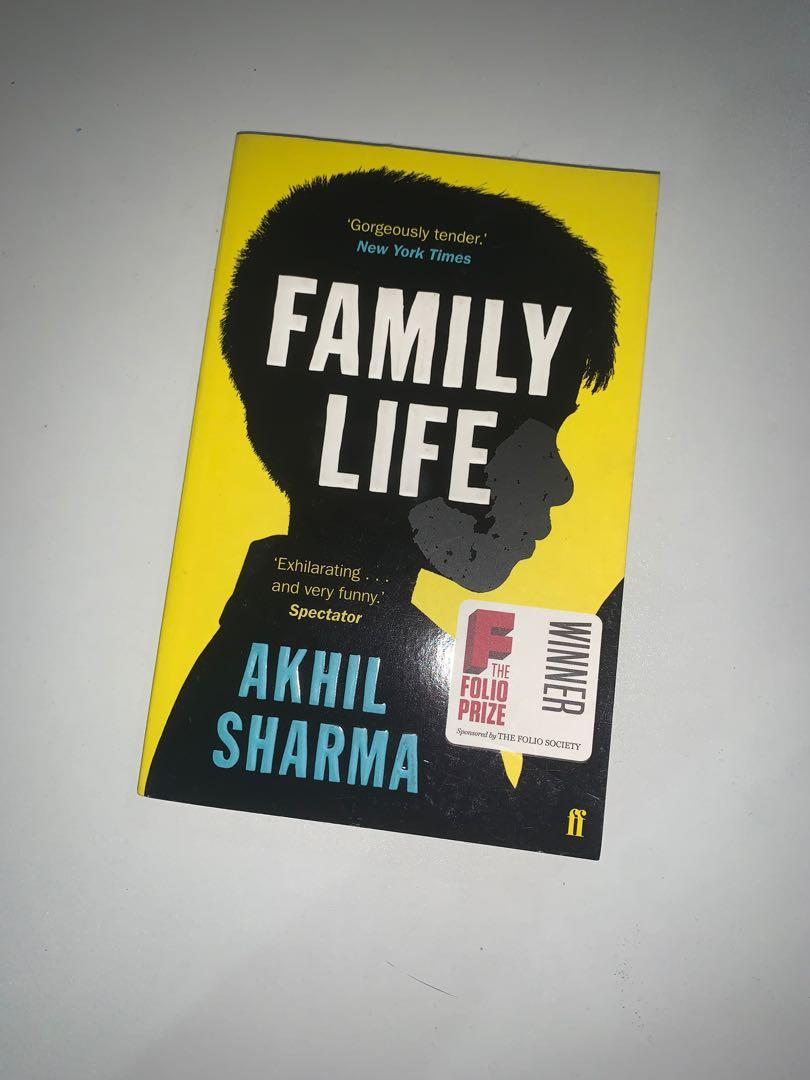 ‘Gorgeously tender.’
New York Times
FAMILY
LIFE
‘Exhilarating . . .
and very funny.’
Spectator
AKHIL
SHARMA
F
THE
FOLIO
PRIZE
WINNER
Sponsored by THE FOLIO SOCIETY
ff